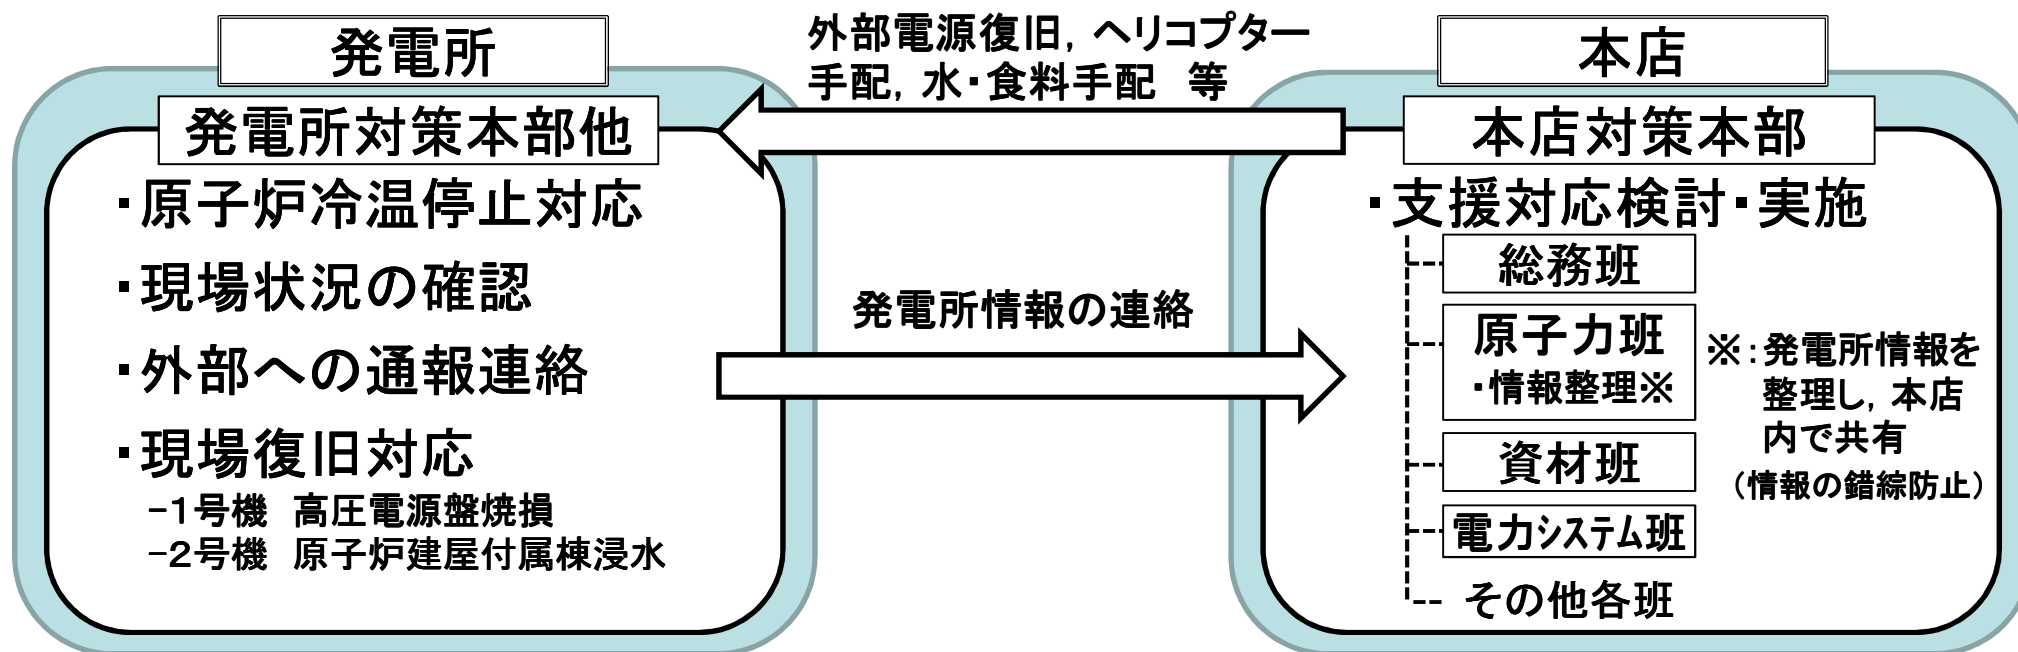 発電所
発電所対策本部他
・原子炉冷温停止対応
・現場状況の確認
・外部への通報連絡
・現場復旧対応
−1号機　高圧電源盤焼損
−2号機　原子炉建屋付属棟浸水
外部電源復旧，ヘリコプター
手配，水・食料手配　等
発電所情報の連絡
本店
本店対策本部
・支援対応検討・実施
総務班
原子力班
・情報整理※
資材班
電力システム班
その他各班
※：発電所情報を
整理し，本店
内で共有
（情報の錯綜防止）